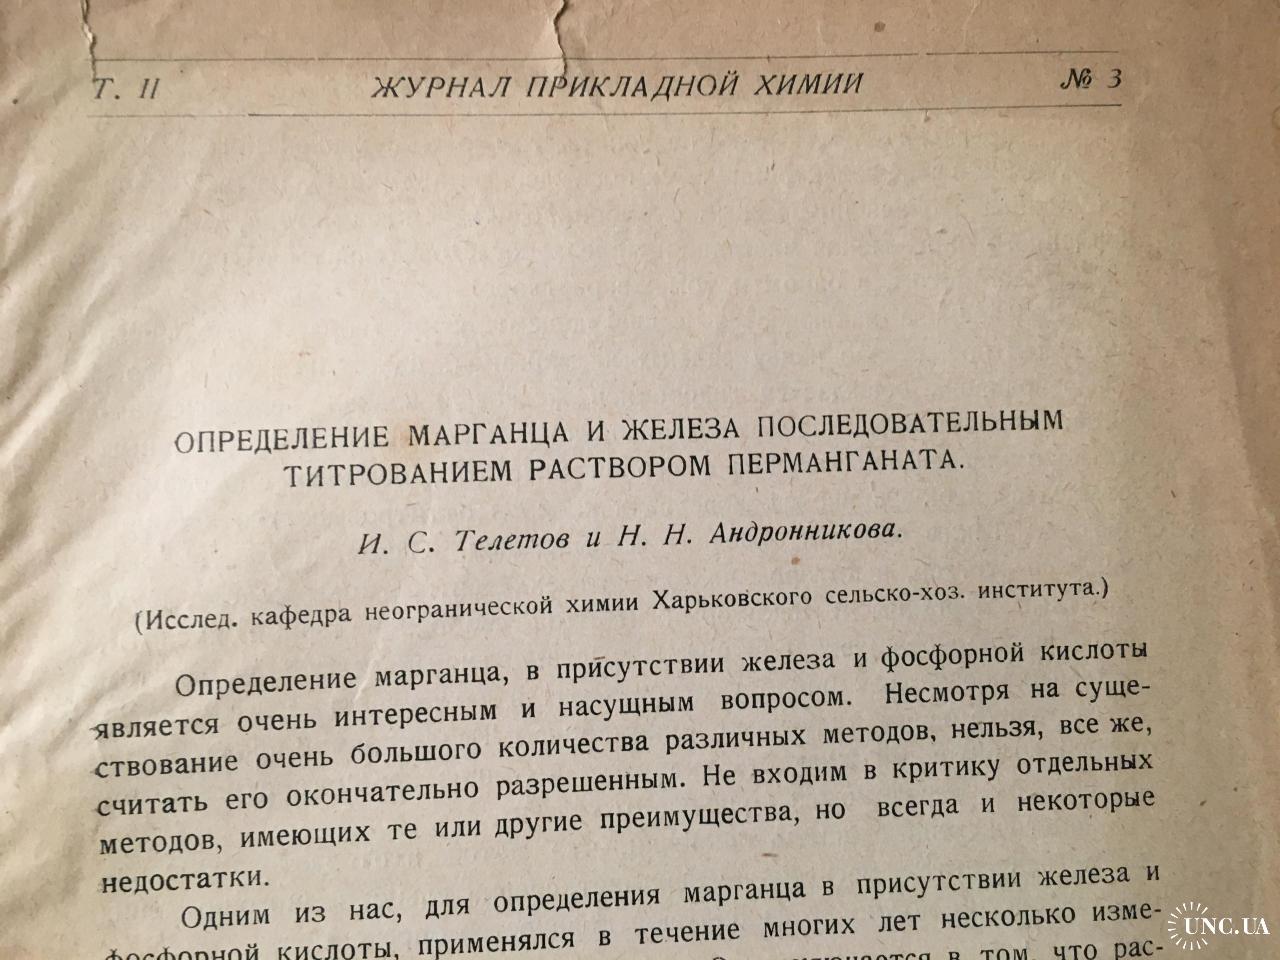 Т. II ЖУРНАЛ ПРИКЛАДНОЙ ХИМИИ № 3
ОПРЕДЕЛЕНИЕ МАРГАНЦА И ЖЕЛЕЗА ПОСЛЕДОВАТЕЛЬНЫМ
ТИТРОВАНИЕМ РАСТВОРОМ ПЕРМАНГАНАТА.
И. С. Телетов и Н. Н. Андронникова.
(Исслед. кафедра неогранической химии Харьковского сельско-хоз. института.)
Определение марганца, в присутствии железа и фосфорной кислоты
является очень интересным и насущным вопросом. Несмотря на суще-
ствование очень большого количества различных методов, нельзя, все же,
считать его окончательно разрешенным. Не входим в критику отдельных
методов, имеющих те или другие преимущества, но всегда и некоторые
недостатки.
Одним из нас, для определения марганца в присутствии железа и
фосфорной кислоты, применялся в течение многих лет несколько изме-
в том, что рас-
UNC.UA